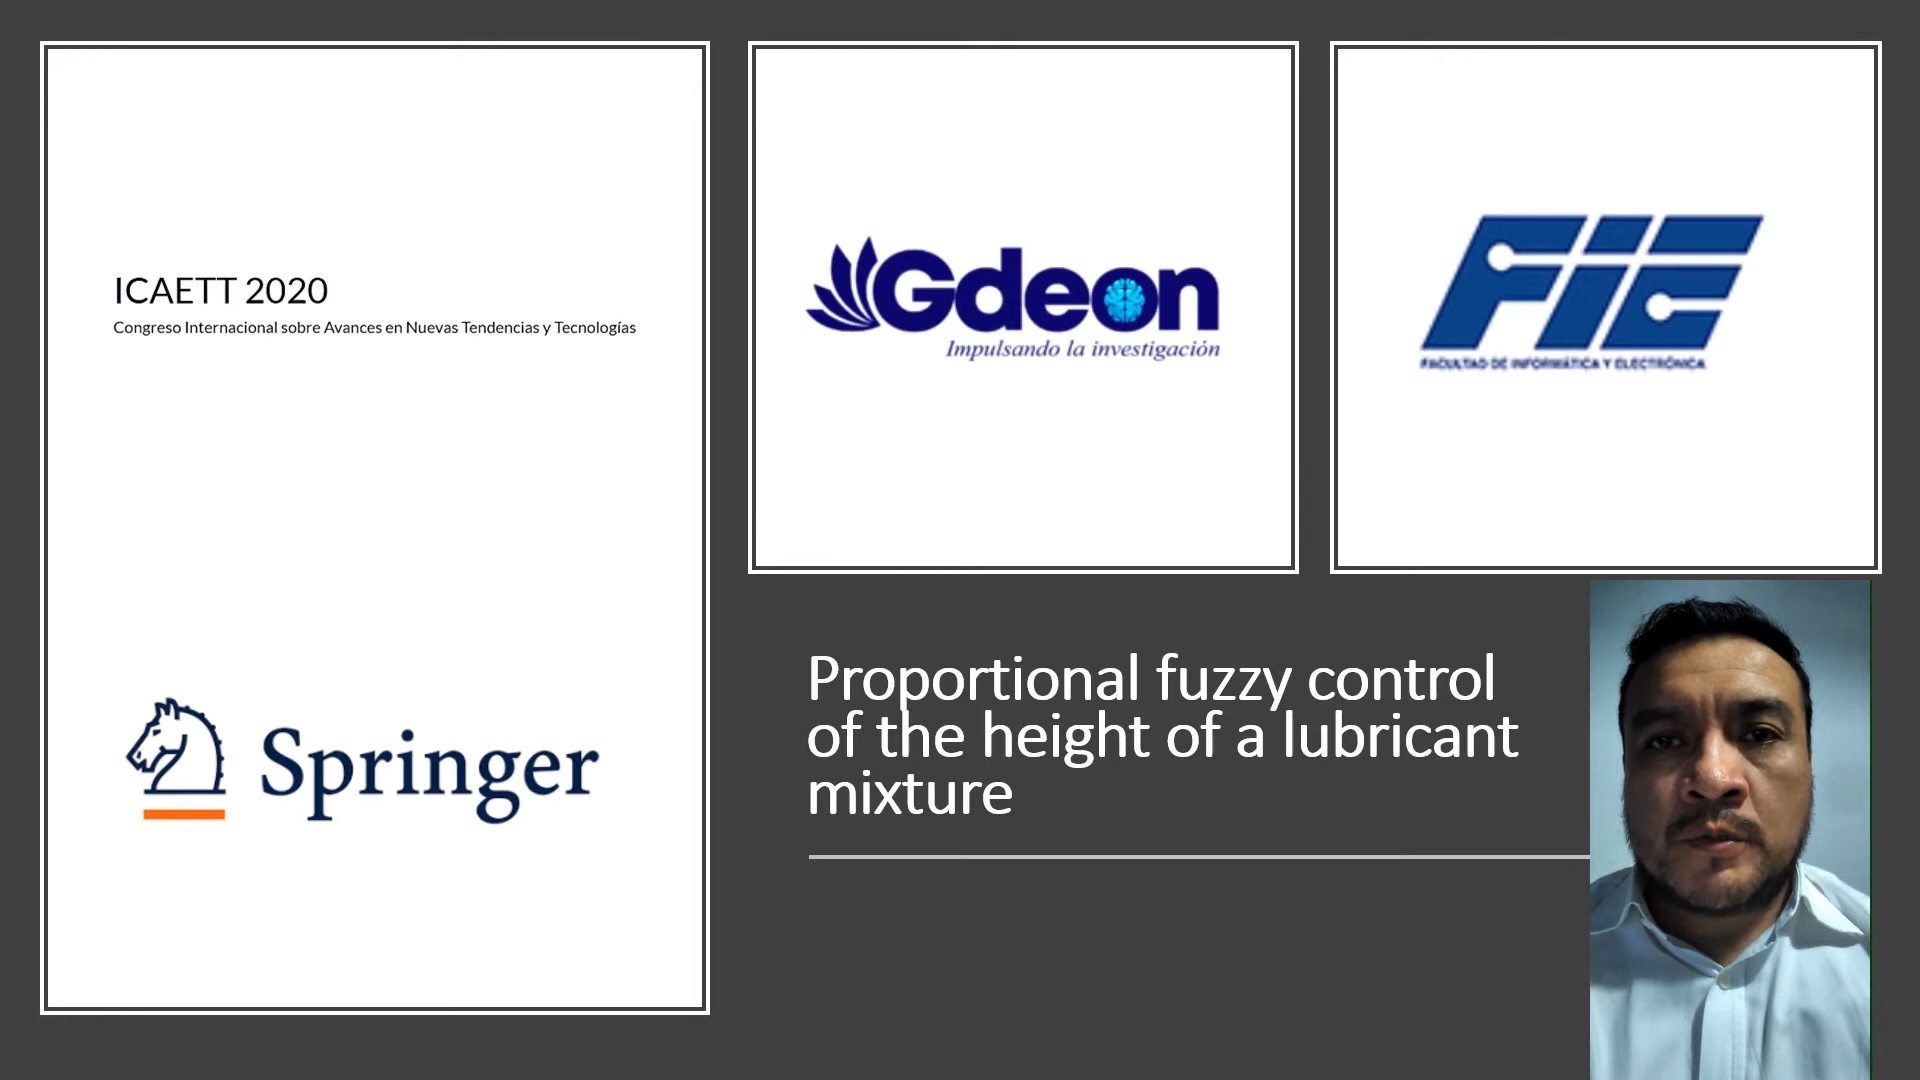 ICAETT 2020
Congreso Internacional sobre Avances en Nuevas Tendencias y Tecnologías
Springer
Gdeon
Impulsando la investigación
FIE
FACULTAD DE INFORMÁTICA Y ELECTRÓNICA
Proportional fuzzy control
of the height of a lubricant
mixture